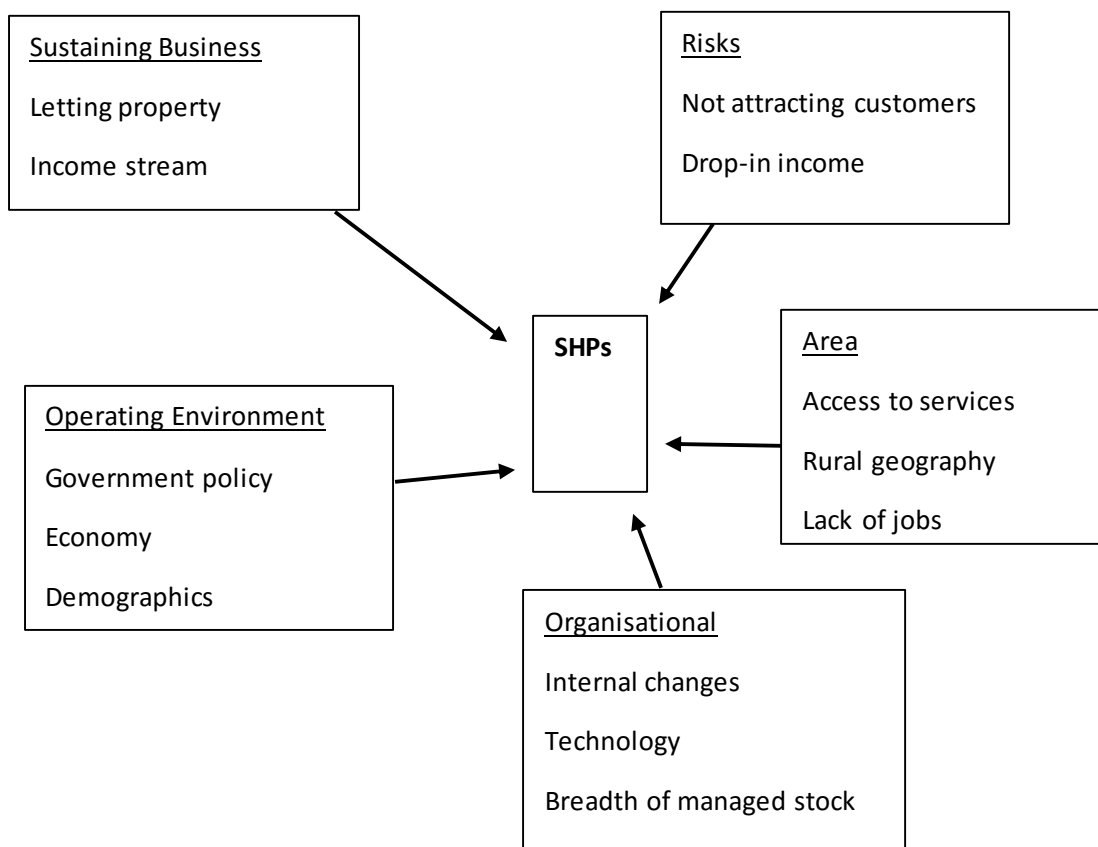 Sustaining Business
Letting property
Income stream
Risks
Not attracting customers
Drop-in income
SHPs
Area
Access to services
Rural geography
Lack of jobs
Operating Environment
Government policy
Economy
Demographics
Organisational
Internal changes
Technology
Breadth of managed stock